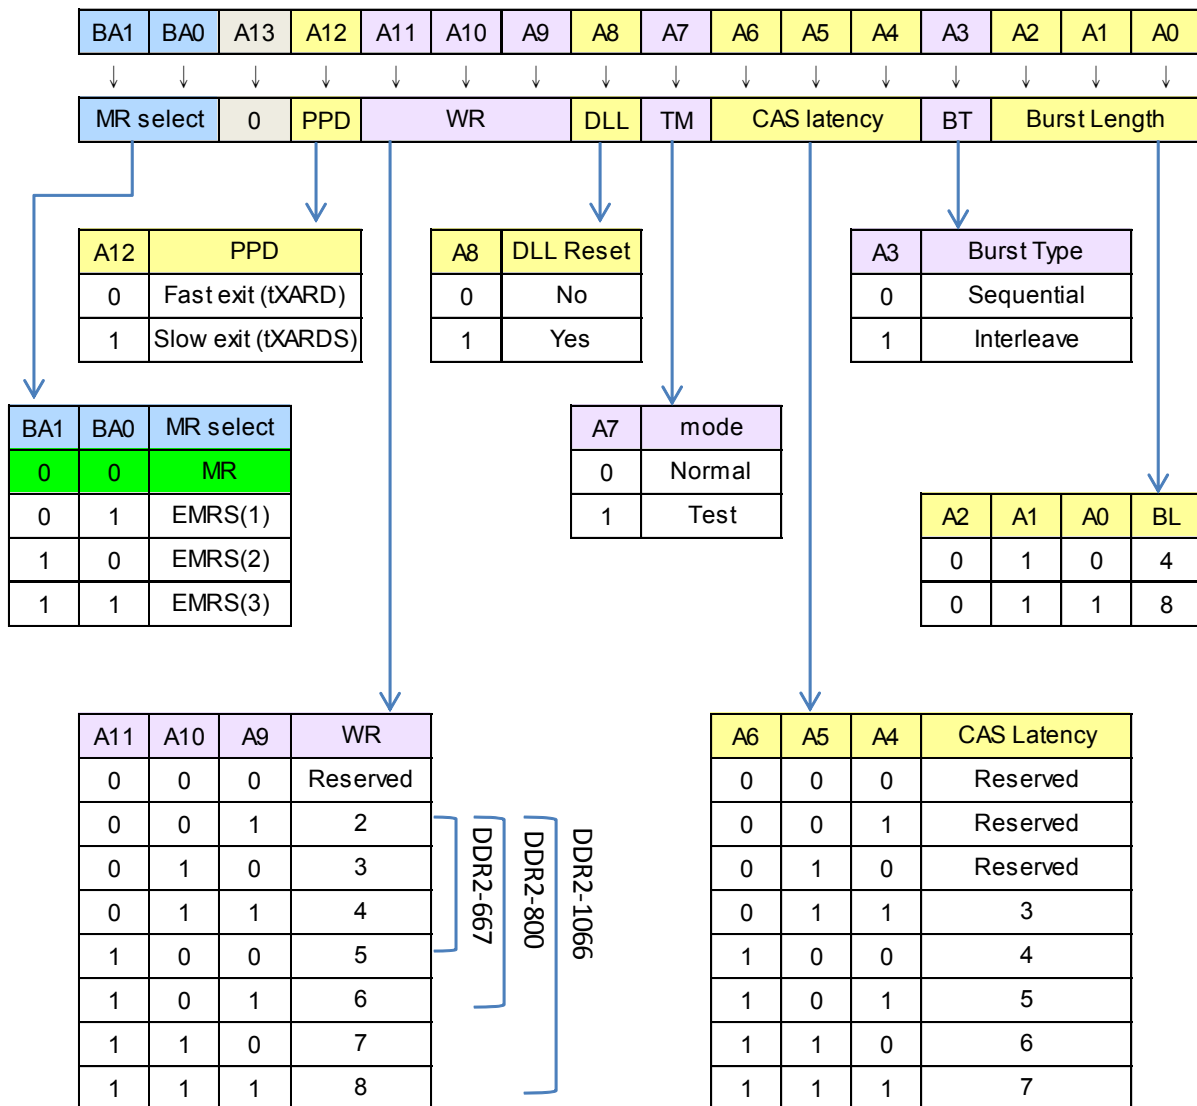 BA1 BA0 A13 A12 A11 A10 A9 A8 A7 A6 A5 A4 A3 A2 A1 A0
MR select 0 PPD WR DLL TM CAS latency BT Burst Length
A12 PPD
0 Fast exit (tXARD)
1 Slow exit (tXARDS)
A8 DLL Reset
0 No
1 Yes
A3 Burst Type
0 Sequential
1 Interleave
BA1 BA0 MR select
0 0 MR
0 1 EMRS(1)
1 0 EMRS(2)
1 1 EMRS(3)
A7 mode
0 Normal
1 Test
A2 A1 A0 BL
0 1 0 4
0 1 1 8
A11 A10 A9 WR
0 0 0 Reserved
0 0 1 2
0 1 0 3
0 1 1 4
1 0 0 5
1 0 1 6
1 1 0 7
1 1 1 8
DDR2-667
DDR2-800
DDR2-1066
A6 A5 A4 CAS Latency
0 0 0 Reserved
0 0 1 Reserved
0 1 0 Reserved
0 1 1 3
1 0 0 4
1 0 1 5
1 1 0 6
1 1 1 7